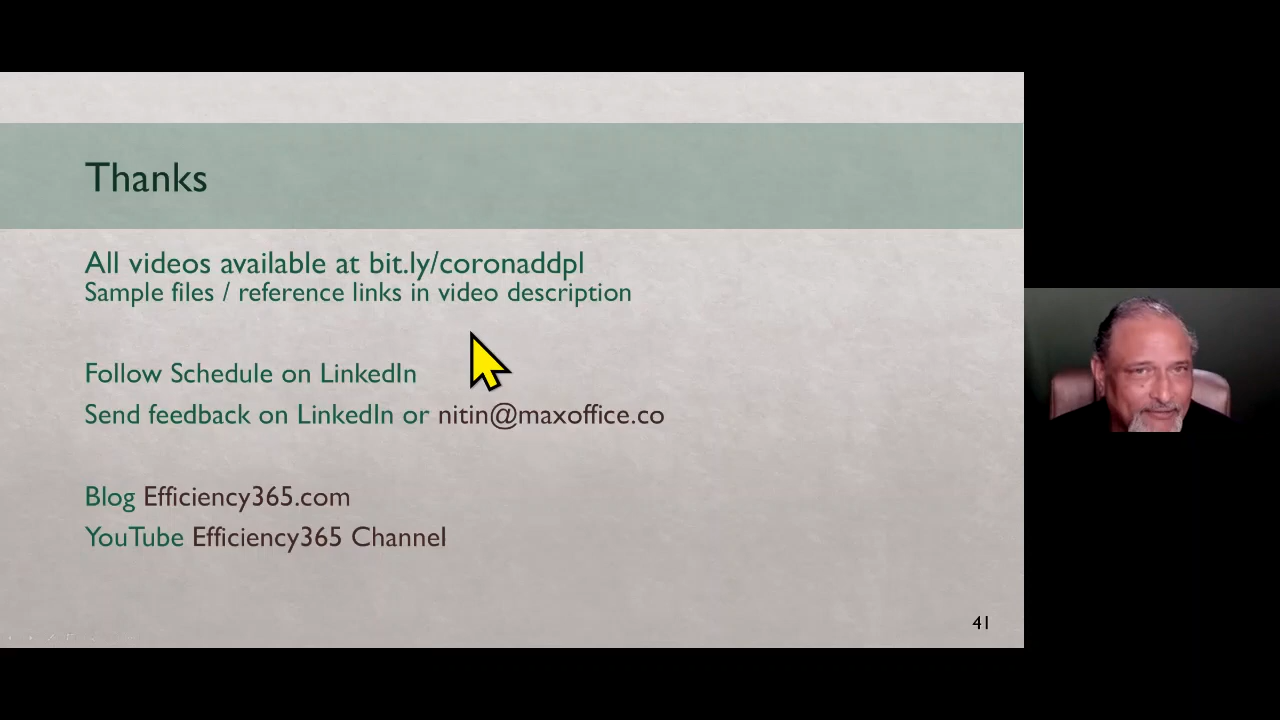 Thanks
All videos available at bit.ly/coronaddpl
Sample files / reference links in video description
Follow Schedule on LinkedIn
Send feedback on LinkedIn or nitin@maxoffice.co
Blog Efficiency365.com
YouTube Efficiency365 Channel
41